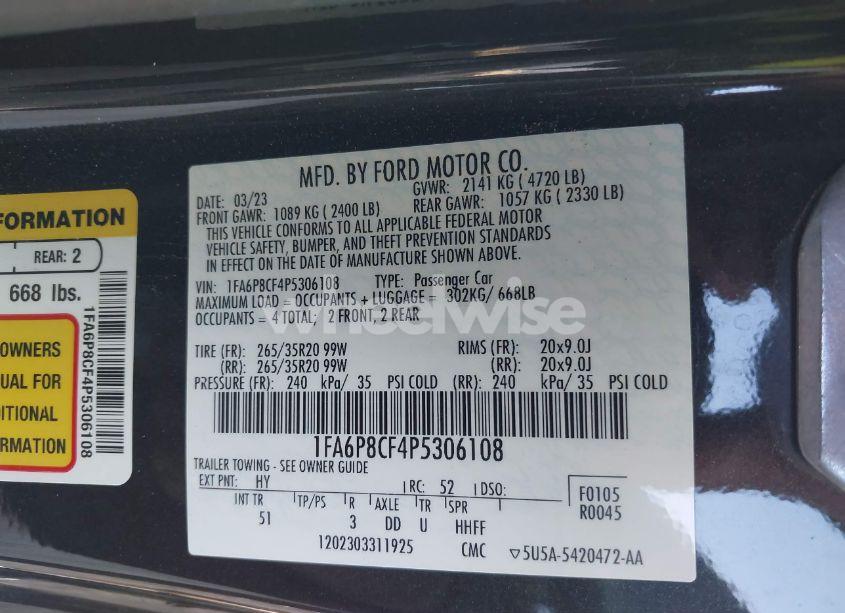 FORMATION
REAR: 2
668 lbs.
OWNERS
UAL FOR
DITIONAL
FORMATION
1FA6P8CF4P5306108
MFD. BY FORD MOTOR CO.
DATE: 03/23 GVWR: 2141 KG ( 4720 LB)
FRONT GAWR: 1089 KG ( 2400 LB) REAR GAWR: 1057 KG ( 2330 LB)
THIS VEHICLE CONFORMS TO ALL APPLICABLE FEDERAL MOTOR
VEHICLE SAFETY, BUMPER, AND THEFT PREVENTION STANDARDS
IN EFFECT ON THE DATE OF MANUFACTURE SHOWN ABOVE.
VIN: 1FA6P8CF4P5306108 TYPE: Passenger Car
MAXIMUM LOAD = OCCUPANTS + LUGGAGE = 302KG/ 668LB
OCCUPANTS = 4 TOTAL; 2 FRONT, 2 REAR
wheelwise
TIRE (FR): 265/35R20 99W RIMS (FR): 20x9.0J
(RR): 265/35R20 99W (RR): 20x9.0J
PRESSURE (FR): 240 kPa/ 35 PSI COLD (RR): 240 kPa/ 35 PSI COLD
1FA6P8CF4P5306108
TRAILER TOWING - SEE OWNER GUIDE
EXT PNT: HY RC: 52 DSO:
F0105
R0045
INT TR TP/PS R AXLE TR SPR
51 3 DD U HHFF
1202303311925 CMC ▽5U5A-5420472-AA